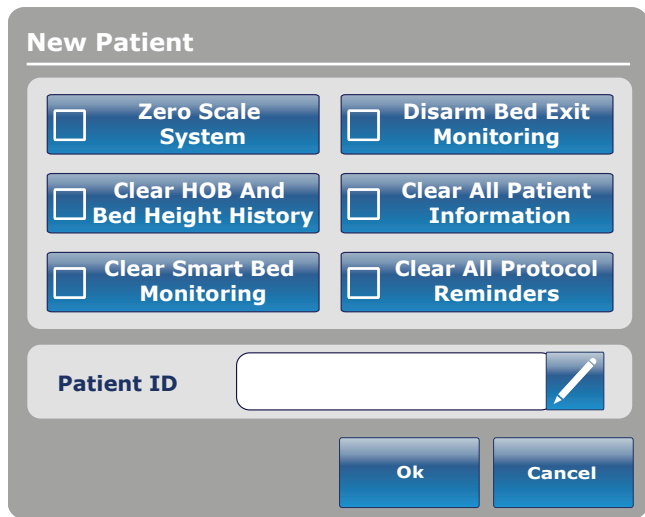 New Patient
Zero Scale
System
Disarm Bed Exit
Monitoring
Clear HOB And
Bed Height History
Clear All Patient
Information
Clear Smart Bed
Monitoring
Clear All Protocol
Reminders
Patient ID
Ok
Cancel